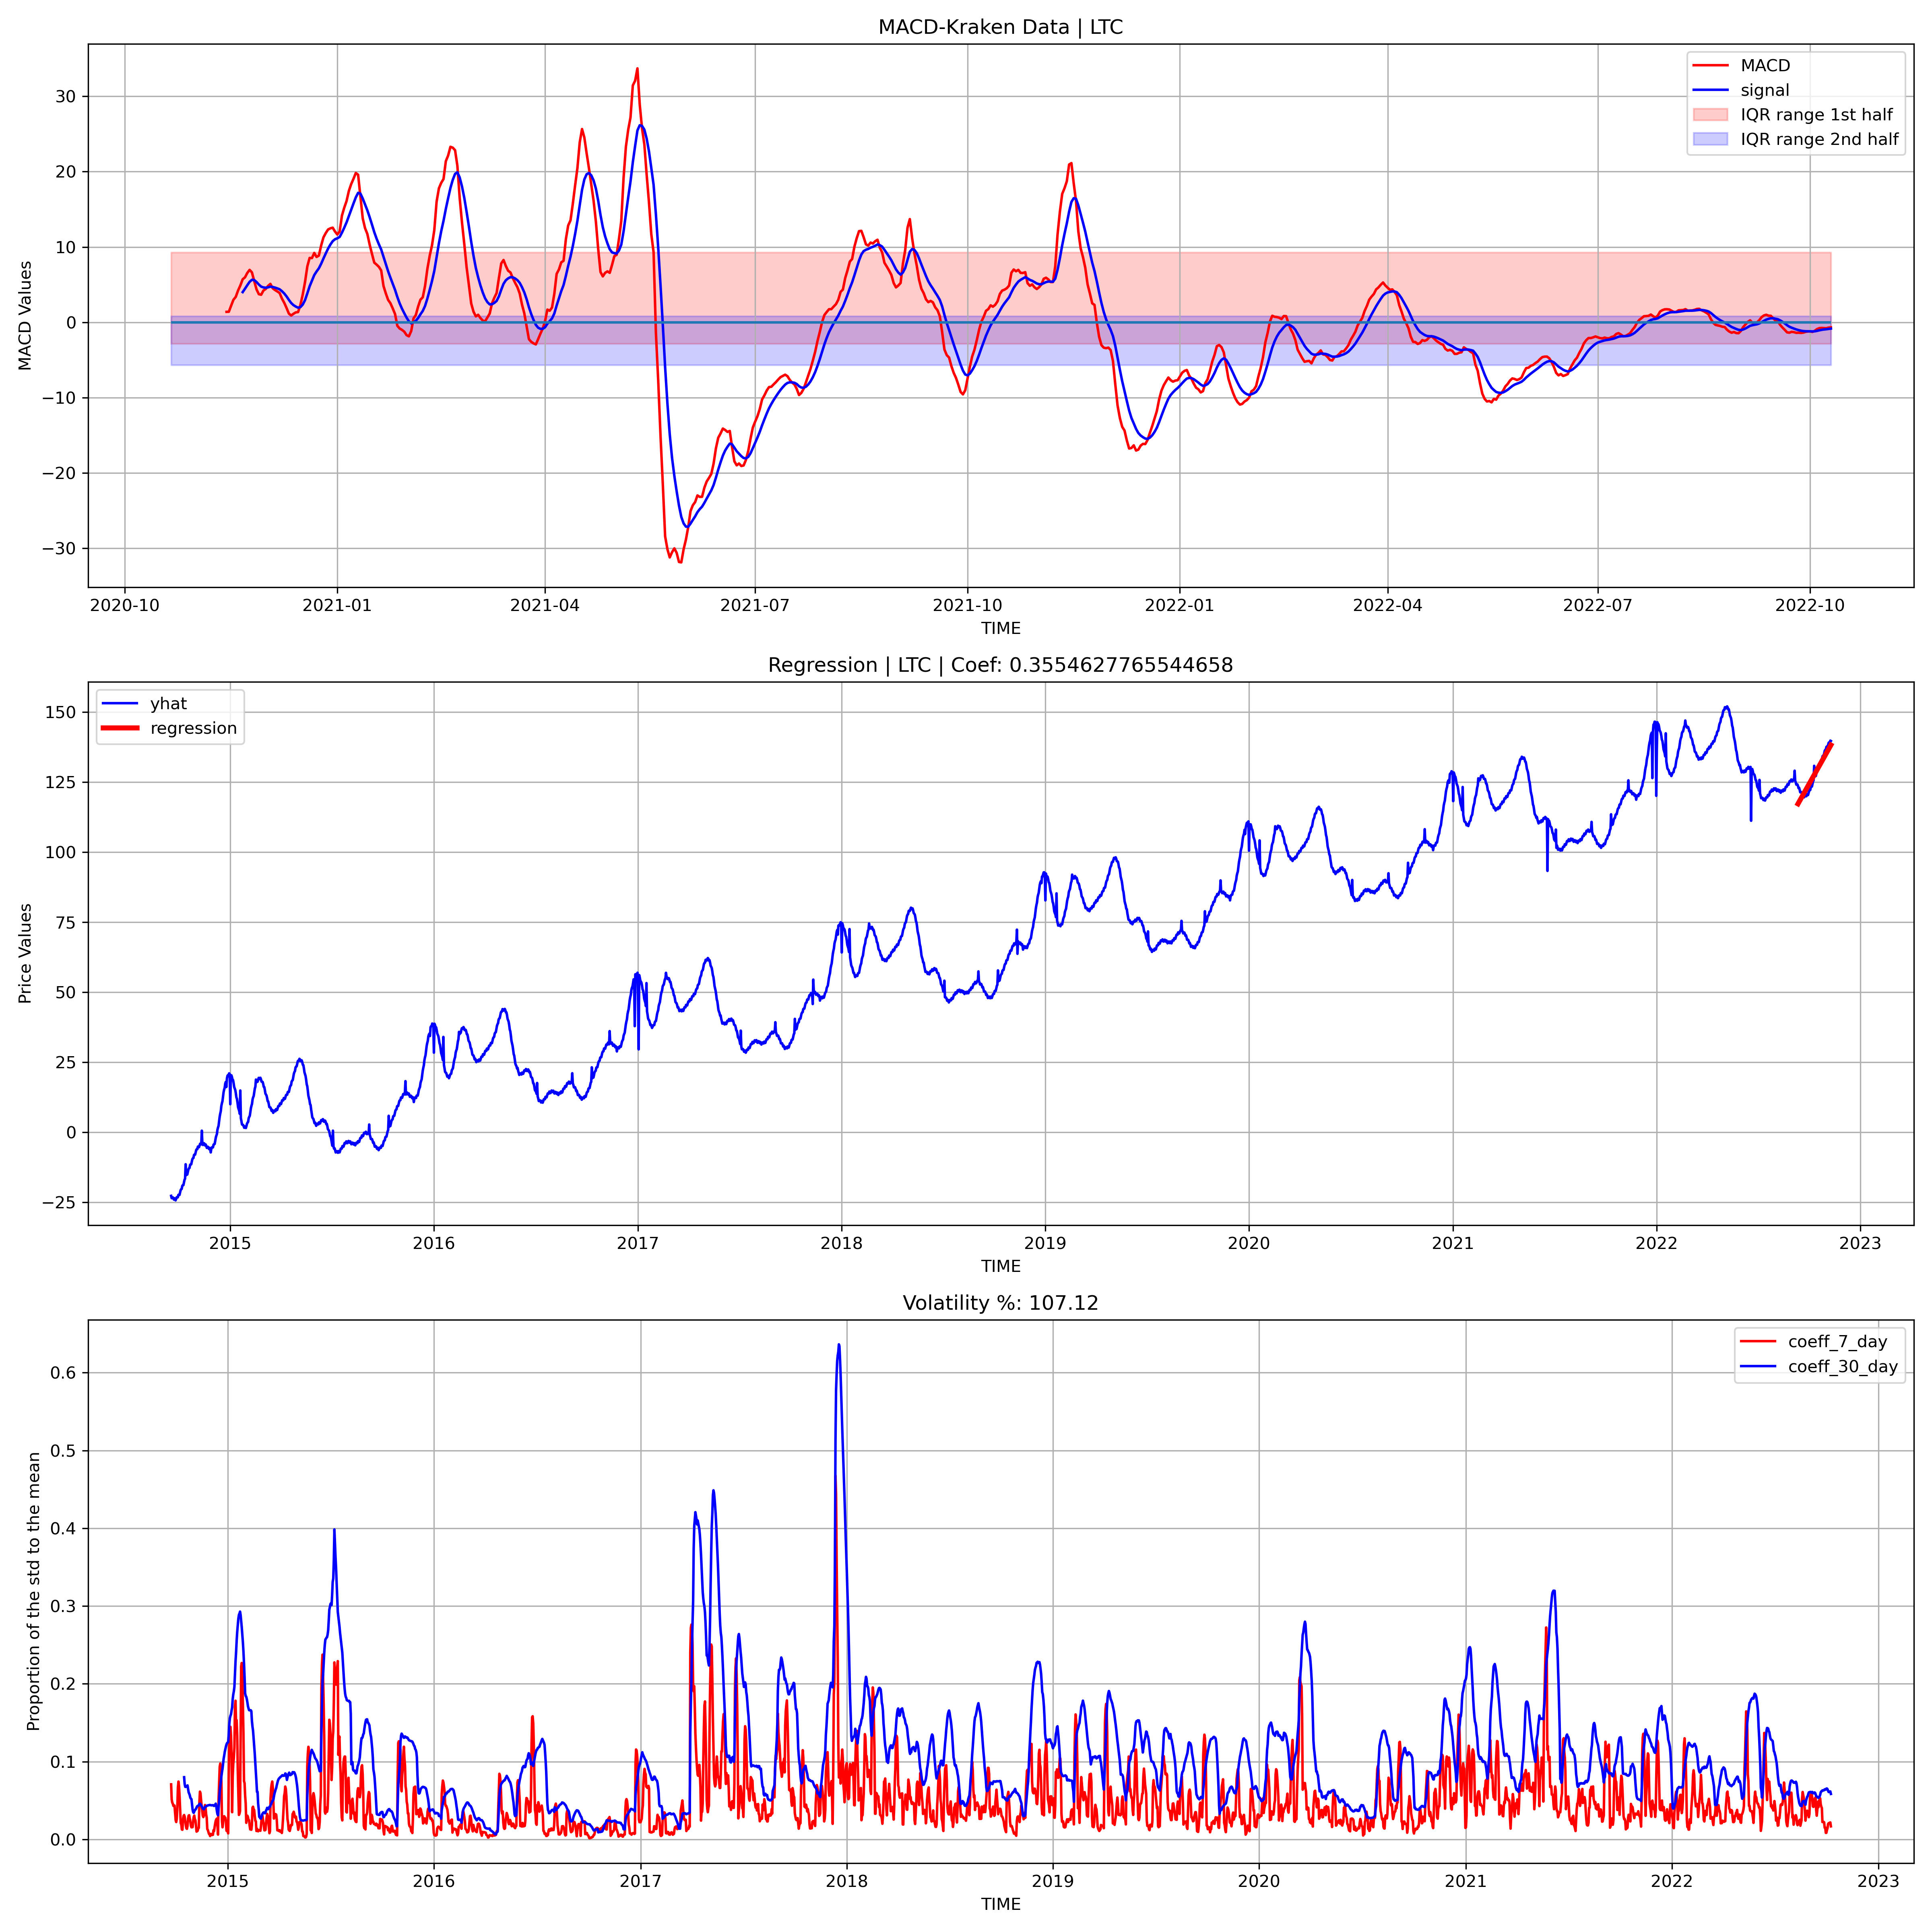 MACD-Kraken Data | LTC
MACD
signal
IQR range 1st half
IQR range 2nd half
MACD Values
30
20
10
0
−10
−20
−30
2020-10 2021-01 2021-04 2021-07 2021-10 2022-01 2022-04 2022-07 2022-10
TIME
Regression | LTC | Coef: 0.3554627765544658
yhat
regression
Price Values
150
125
100
75
50
25
0
−25
2015 2016 2017 2018 2019 2020 2021 2022 2023
TIME
Volatility %: 107.12
coeff_7_day
coeff_30_day
Proportion of the std to the mean
0.6
0.5
0.4
0.3
0.2
0.1
0.0
2015 2016 2017 2018 2019 2020 2021 2022 2023
TIME